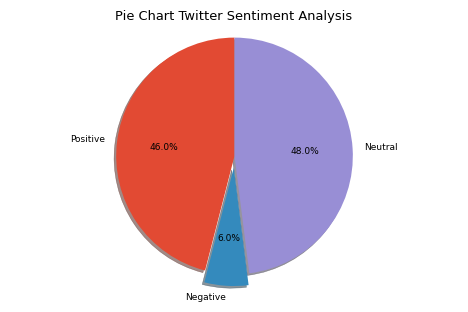 Pie Chart Twitter Sentiment Analysis
Positive
46.0%
48.0%
Neutral
6.0%
Negative